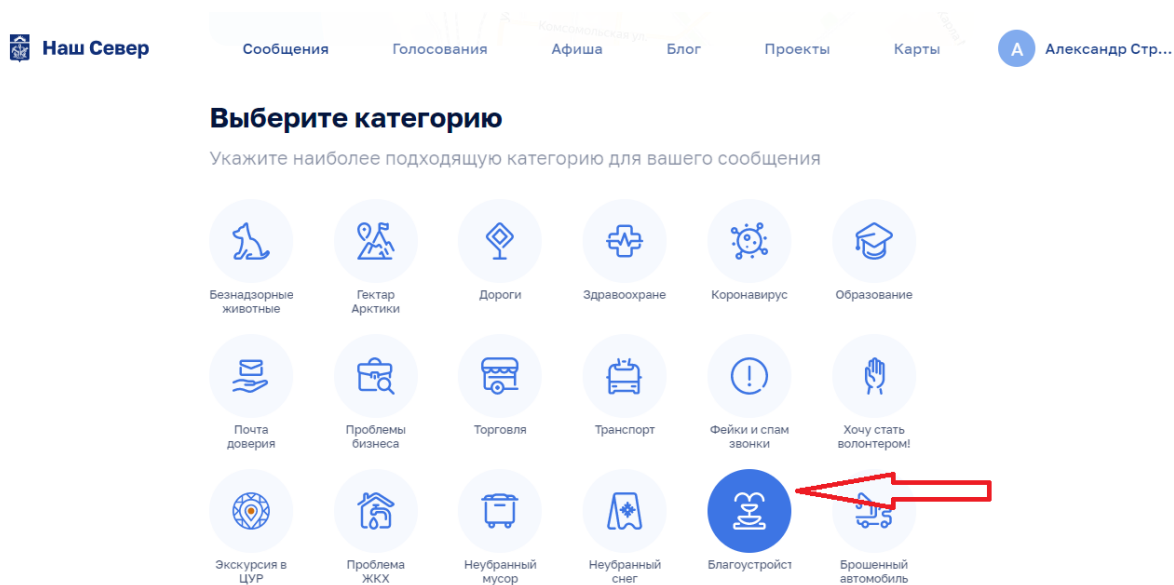 Комсомольская ул.
Наш Север
Сообщения
Голосования
Афиша
Блог
Проекты
Карты
А
Александр Стр...
Выберите категорию
Укажите наиболее подходящую категорию для вашего сообщения
Безнадзорные
животные
Гектар
Арктики
Дороги
Здравоохране
Коронавирус
Образование
Почта
доверия
Проблемы
бизнеса
Торговля
Транспорт
Фейки и спам
звонки
Хочу стать
волонтером!
Экскурсия в
ЦУР
Проблема
ЖКХ
Неубранный
мусор
Неубранный
снег
Благоустройст
Брошенный
автомобиль